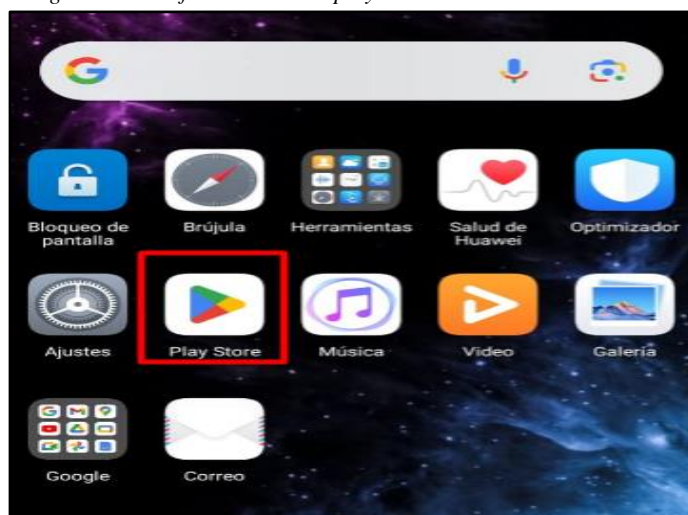 Bloqueo de
pantalla
Brújula
Herramientas
Salud de
Huawei
Optimizador
Ajustes
Play Store
Música
Video
Galería
Google
Correo